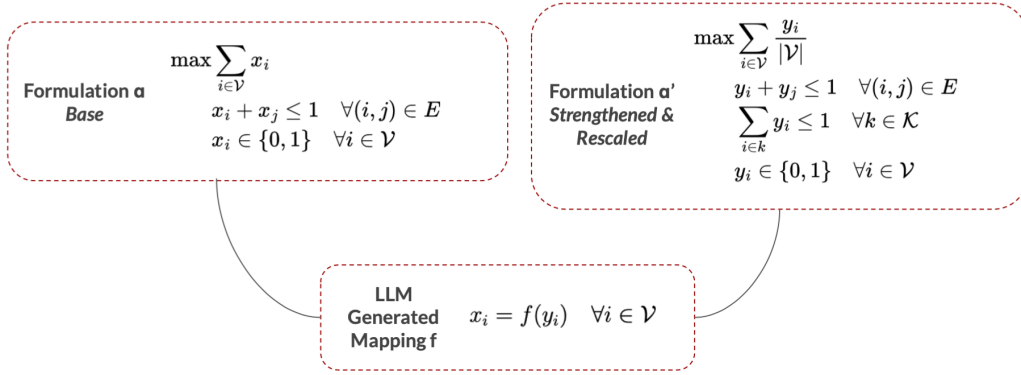 Formulation α
Base
max ∑_{i∈𝒱} x_i
x_i + x_j ≤ 1 ∀(i, j) ∈ E
x_i ∈ {0, 1} ∀i ∈ 𝒱
Formulation α'
Strengthened &
Rescaled
max ∑_{i∈𝒱} y_i/|𝒱|
y_i + y_j ≤ 1 ∀(i, j) ∈ E
∑_{i∈k} y_i ≤ 1 ∀k ∈ 𝒦
y_i ∈ {0, 1} ∀i ∈ 𝒱
LLM
Generated
Mapping f
x_i = f(y_i) ∀i ∈ 𝒱